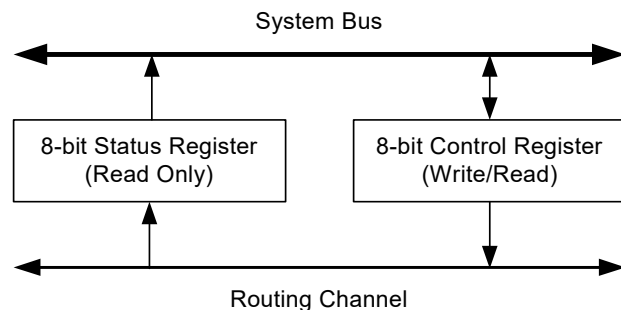 System Bus
8-bit Status Register
(Read Only)
8-bit Control Register
(Write/Read)
Routing Channel